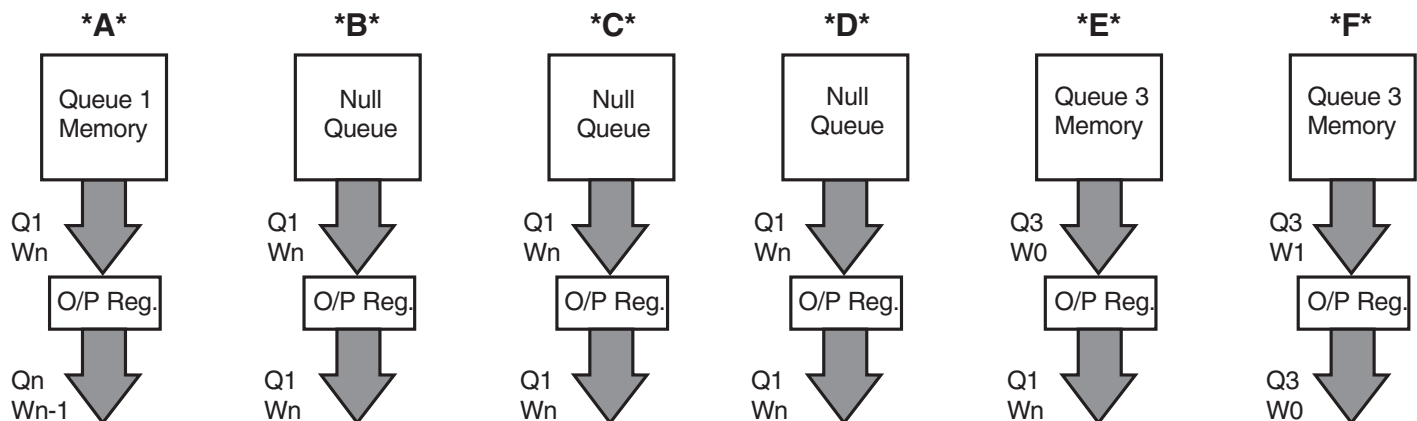 *A*
Queue 1
Memory
Q1
Wn
O/P Reg.
Qn
Wn-1
*B*
Null
Queue
Q1
Wn
O/P Reg.
Q1
Wn
*C*
Null
Queue
Q1
Wn
O/P Reg.
Q1
Wn
*D*
Null
Queue
Q1
Wn
O/P Reg.
Q1
Wn
*E*
Queue 3
Memory
Q3
W0
O/P Reg.
Q1
Wn
*F*
Queue 3
Memory
Q3
W1
O/P Reg.
Q3
W0